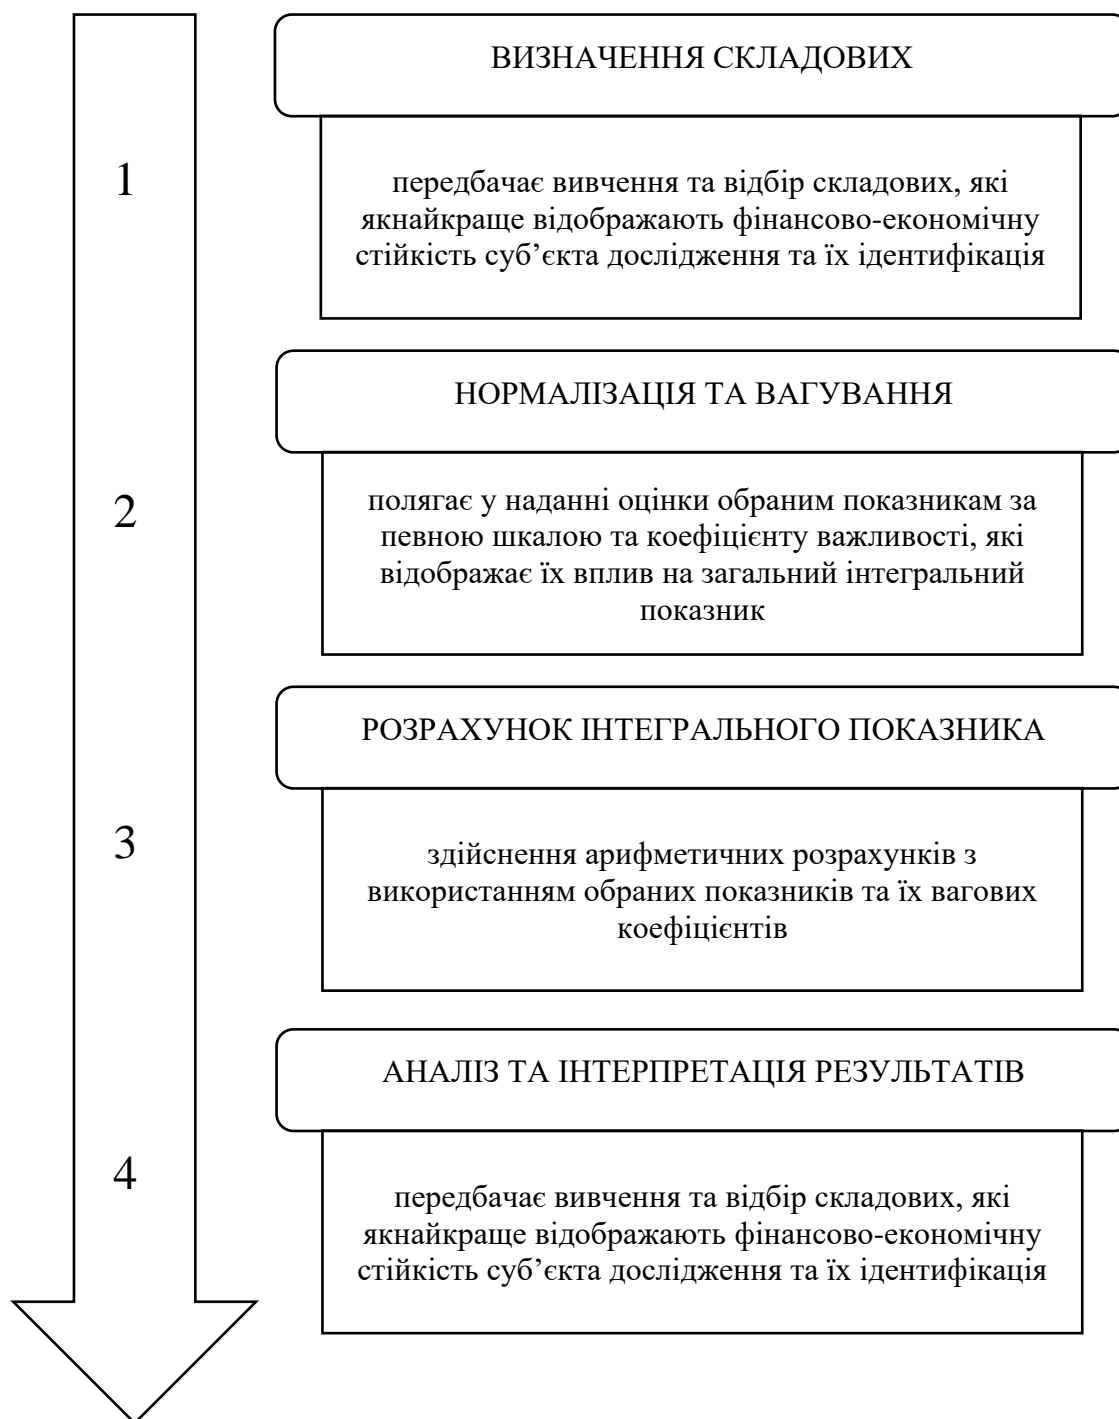 1
ВИЗНАЧЕННЯ СКЛАДОВИХ
передбачає вивчення та відбір складових, які
якнайкраще відображають фінансово-економічну
стійкість суб’єкта дослідження та їх ідентифікація
2
НОРМАЛІЗАЦІЯ ТА ВАГУВАННЯ
полягає у наданні оцінки обраним показникам за
певною шкалою та коефіцієнту важливості, які
відображає їх вплив на загальний інтегральний
показник
3
РОЗРАХУНОК ІНТЕГРАЛЬНОГО ПОКАЗНИКА
здійснення арифметичних розрахунків з
використанням обраних показників та їх вагових
коефіцієнтів
4
АНАЛІЗ ТА ІНТЕРПРЕТАЦІЯ РЕЗУЛЬТАТІВ
передбачає вивчення та відбір складових, які
якнайкраще відображають фінансово-економічну
стійкість суб’єкта дослідження та їх ідентифікація